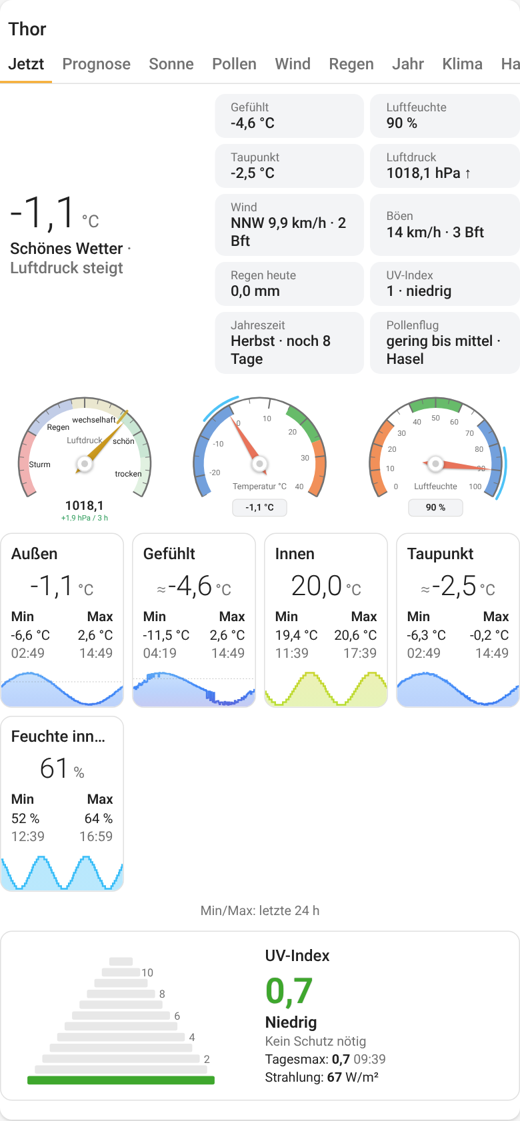 Thor
Jetzt Prognose Sonne Pollen Wind Regen Jahr Klima Ha
Gefühlt
-4,6 °C
Luftfeuchte
90 %
Taupunkt
-2,5 °C
Luftdruck
1018,1 hPa ↑
-1,1 °C
Schönes Wetter ·
Luftdruck steigt
Wind
NNW 9,9 km/h · 2
Bft
Böen
14 km/h · 3 Bft
Regen heute
0,0 mm
UV-Index
1 · niedrig
Jahreszeit
Herbst · noch 8
Tage
Pollenflug
gering bis mittel ·
Hasel
Sturm
Regen
wechselhaft
schön
trocken
Luftdruck
1018,1
+1,9 hPa / 3 h
-20
-10
0
10
20
30
40
Temperatur °C
-1,1 °C
0
10
20
30
40
50
60
70
80
90
100
Luftfeuchte
90 %
Außen
-1,1 °C
Min Max
-6,6 °C 2,6 °C
02:49 14:49
Gefühlt
≈-4,6 °C
Min Max
-11,5 °C 2,6 °C
04:19 14:49
Innen
20,0 °C
Min Max
19,4 °C 20,6 °C
11:39 17:39
Taupunkt
≈-2,5 °C
Min Max
-6,3 °C -0,2 °C
02:49 14:49
Feuchte inn...
61 %
Min Max
52 % 64 %
12:39 16:59
Min/Max: letzte 24 h
10
8
6
4
2
UV-Index
0,7
Niedrig
Kein Schutz nötig
Tagesmax: 0,7 09:39
Strahlung: 67 W/m²